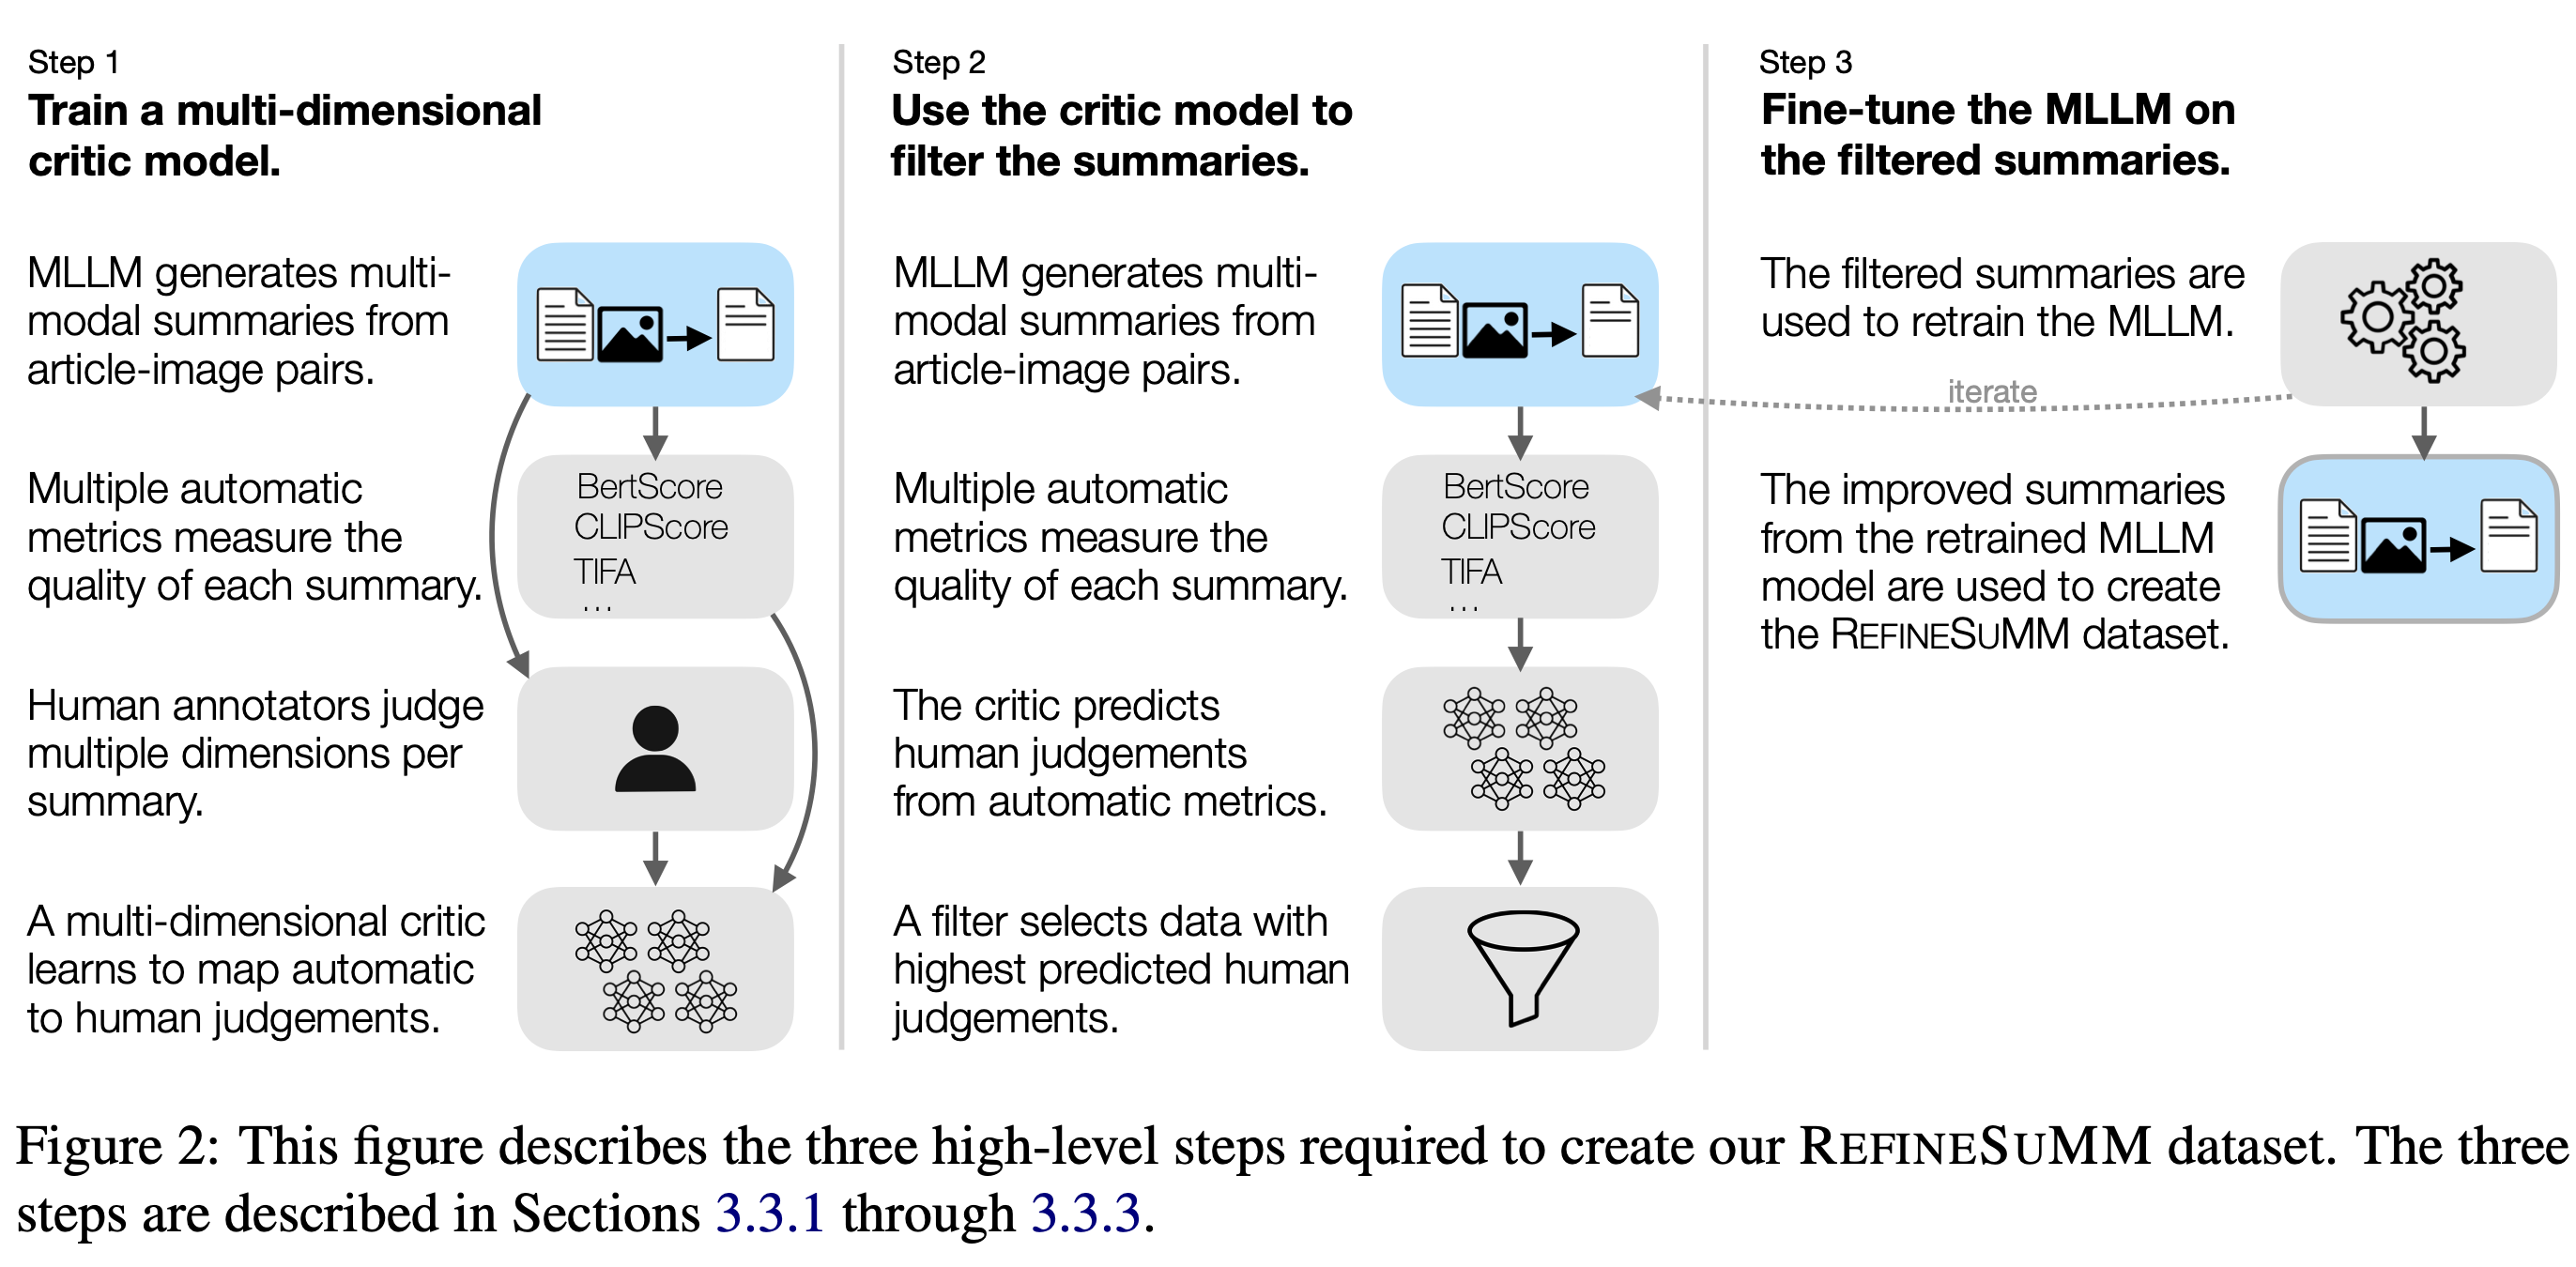 Step 1
Train a multi-dimensional
critic model.
MLLM generates multi-
modal summaries from
article-image pairs.
Multiple automatic
metrics measure the
quality of each summary.
BertScore
CLIPScore
TIFA
...
Human annotators judge
multiple dimensions per
summary.
A multi-dimensional critic
learns to map automatic
to human judgements.
Step 2
Use the critic model to
filter the summaries.
MLLM generates multi-
modal summaries from
article-image pairs.
Multiple automatic
metrics measure the
quality of each summary.
BertScore
CLIPScore
TIFA
...
The critic predicts
human judgements
from automatic metrics.
A filter selects data with
highest predicted human
judgements.
Step 3
Fine-tune the MLLM on
the filtered summaries.
The filtered summaries are
used to retrain the MLLM.
iterate
The improved summaries
from the retrained MLLM
model are used to create
the REFINESUMM dataset.
Figure 2: This figure describes the three high-level steps required to create our REFINESUMM dataset. The three
steps are described in Sections 3.3.1 through 3.3.3.